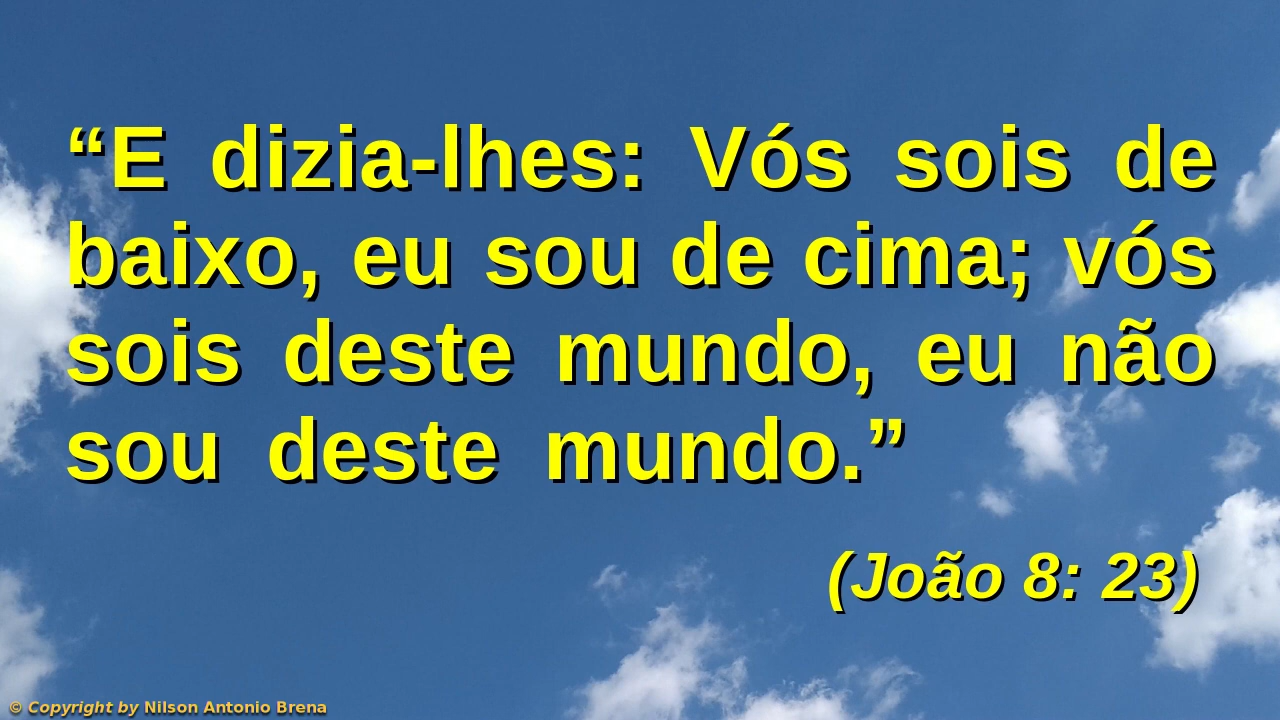 “E dizia-lhes: Vós sois de
baixo, eu sou de cima; vós
sois deste mundo, eu não
sou deste mundo.”
(João 8: 23)
© Copyright by Nilson Antonio Brena